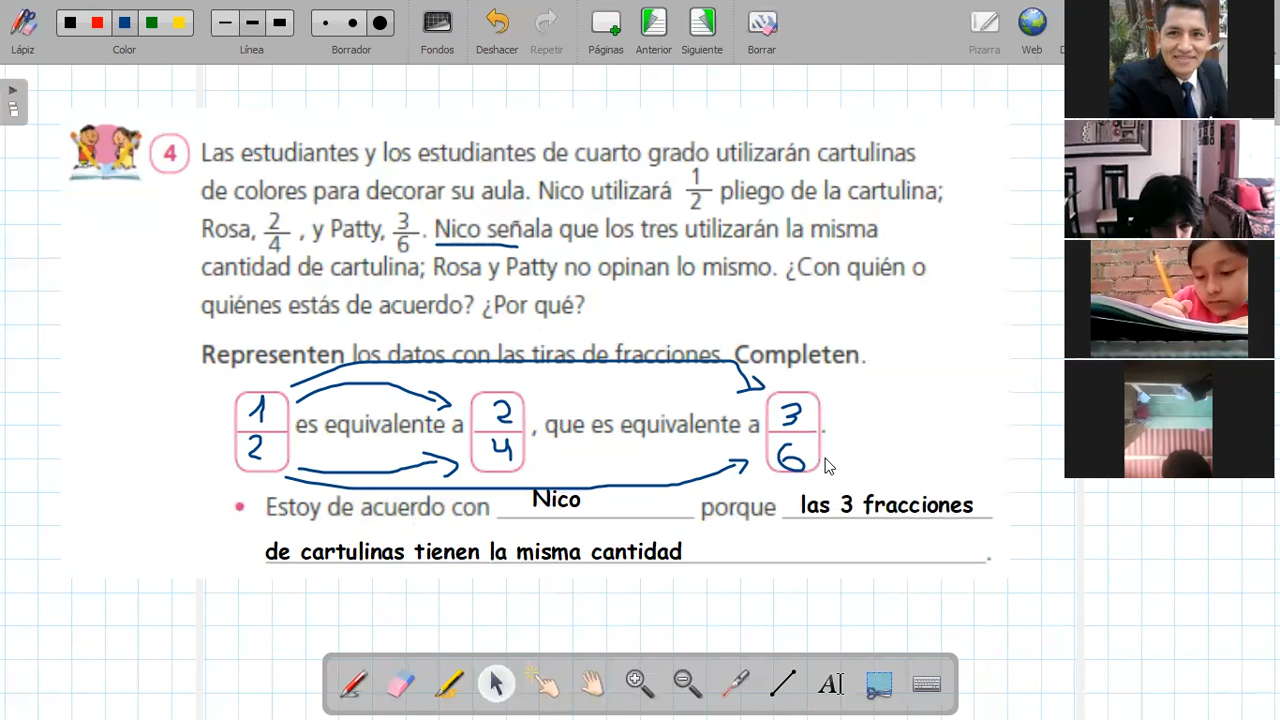 Lápiz Color Línea Borrador Fondos Deshacer Repetir Páginas Anterior Siguiente Borrar Pizarra Web
4 Las estudiantes y los estudiantes de cuarto grado utilizarán cartulinas
de colores para decorar su aula. Nico utilizará 1/2 pliego de la cartulina;
Rosa, 2/4 , y Patty, 3/6. Nico señala que los tres utilizarán la misma
cantidad de cartulina; Rosa y Patty no opinan lo mismo. ¿Con quién o
quiénes estás de acuerdo? ¿Por qué?
Representen los datos con las tiras de fracciones. Completen.
1/2 es equivalente a 2/4 , que es equivalente a 3/6.
• Estoy de acuerdo con Nico porque las 3 fracciones
de cartulinas tienen la misma cantidad.